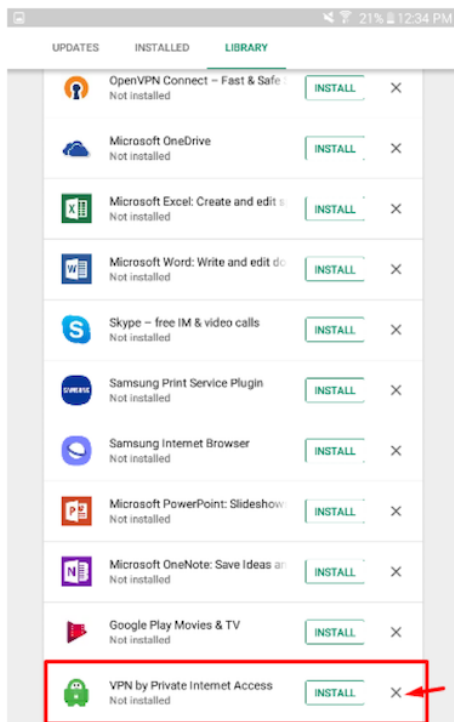 21% 12:34 PM
UPDATES INSTALLED LIBRARY
OpenVPN Connect – Fast & Safe
Not installed
INSTALL
Microsoft OneDrive
Not installed
INSTALL
Microsoft Excel: Create and edit s
Not installed
INSTALL
Microsoft Word: Write and edit do
Not installed
INSTALL
Skype – free IM & video calls
Not installed
INSTALL
SAMSUNG
Samsung Print Service Plugin
Not installed
INSTALL
Samsung Internet Browser
Not installed
INSTALL
Microsoft PowerPoint: Slideshow
Not installed
INSTALL
Microsoft OneNote: Save Ideas an
Not installed
INSTALL
Google Play Movies & TV
Not installed
INSTALL
VPN by Private Internet Access
Not installed
INSTALL